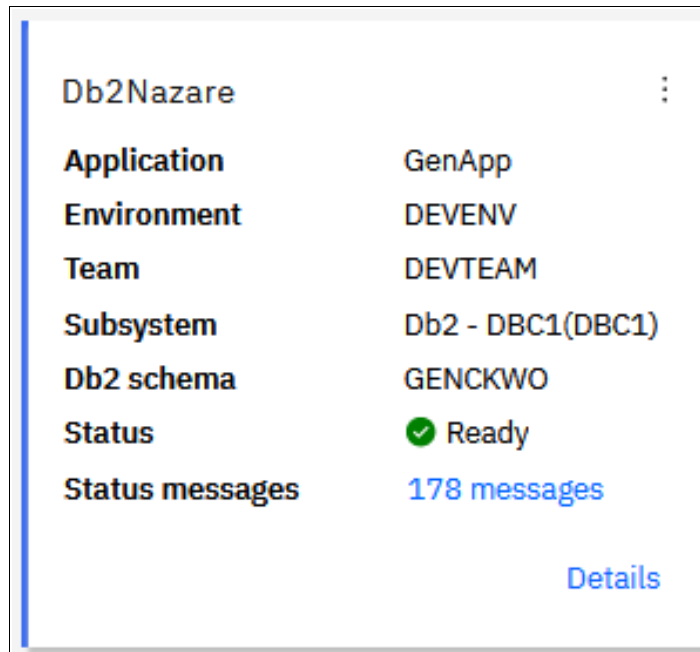 Db2Nazare
Application GenApp
Environment DEVENV
Team DEVTEAM
Subsystem Db2 - DBC1(DBC1)
Db2 schema GENCKWO
Status Ready
Status messages 178 messages
Details